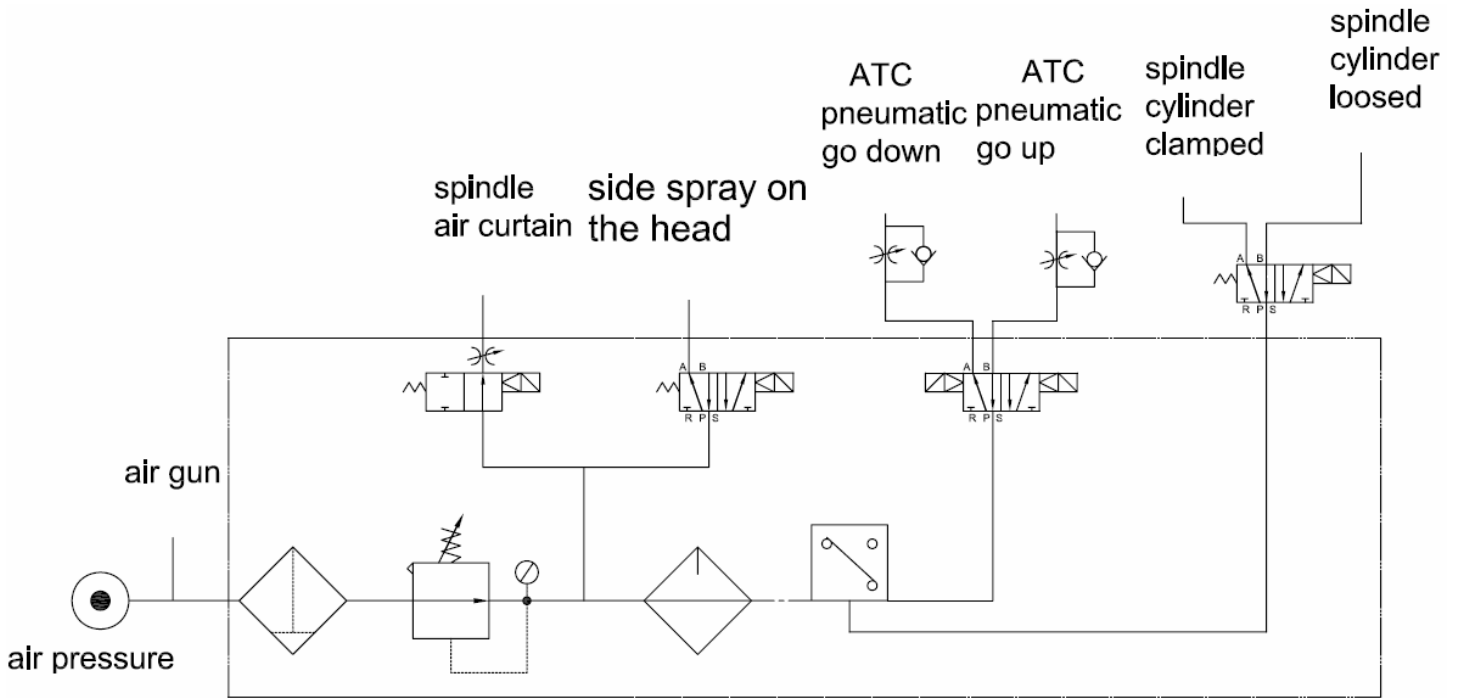 spindle
cylinder
loosed
ATC
pneumatic
go down
ATC
pneumatic
go up
spindle
cylinder
clamped
spindle
air curtain
side spray on
the head
A B
R P S
A B
R P S
A B
R P S
air gun
air pressure